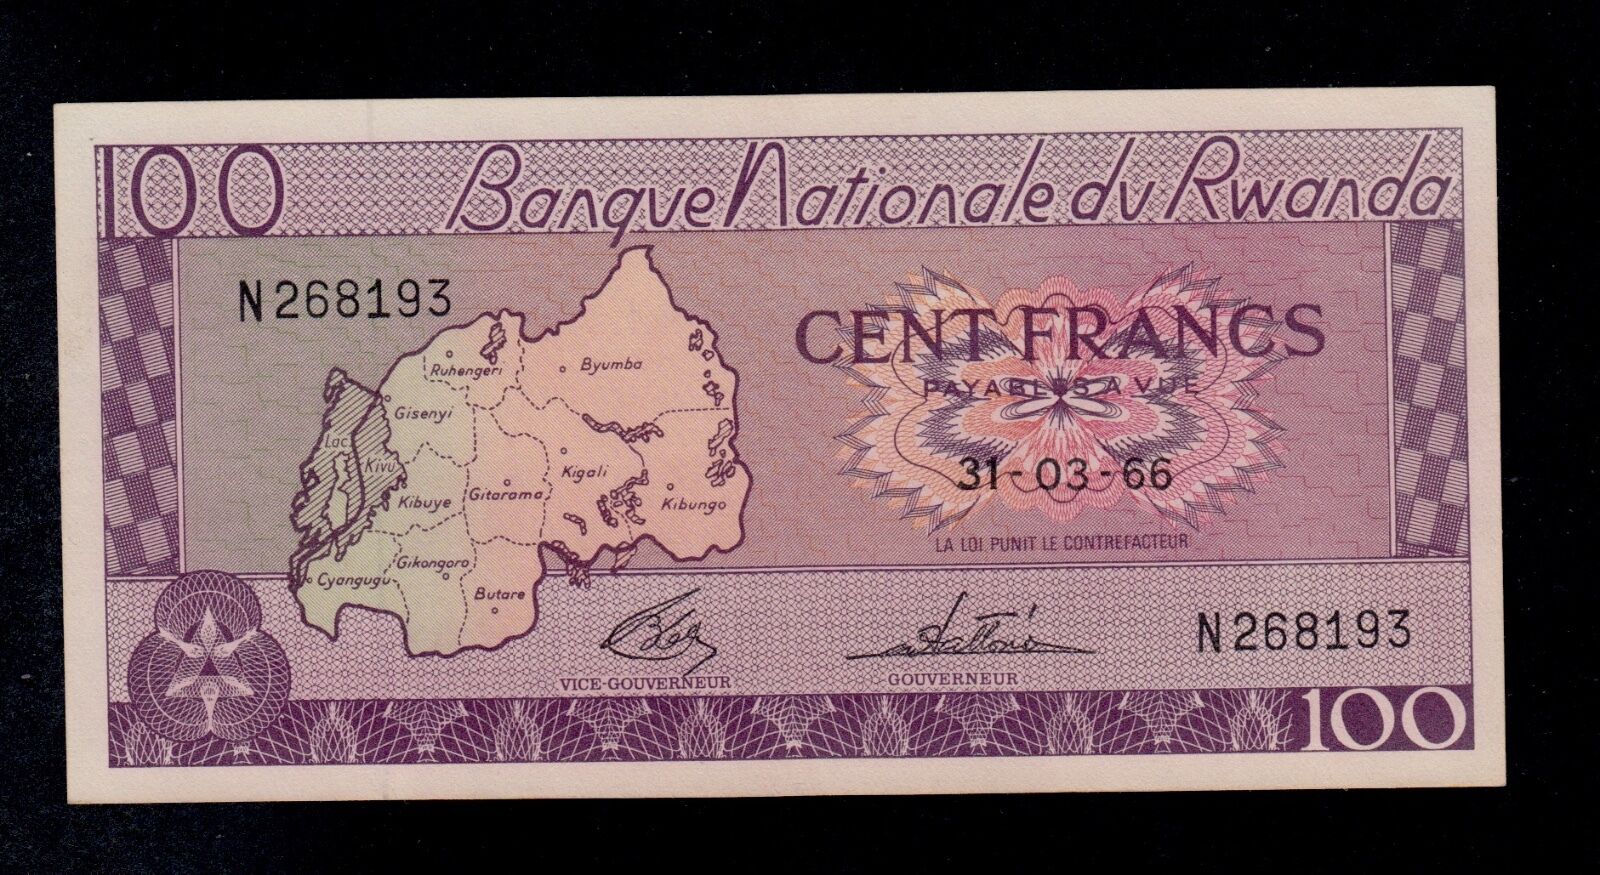 100 Banque Nationale du Rwanda
N268193
CENT FRANCS
PAYABLES A VUE
31-03-66
LA LOI PUNIT LE CONTREFACTEUR
Ruhengeri
Byumba
Gisenyi
Lac
Kivu
Kigali
Kibuye
Gitarama
Kibungo
Gikongoro
Cyangugu
Butare
VICE-GOUVERNEUR
GOUVERNEUR
N268193
100